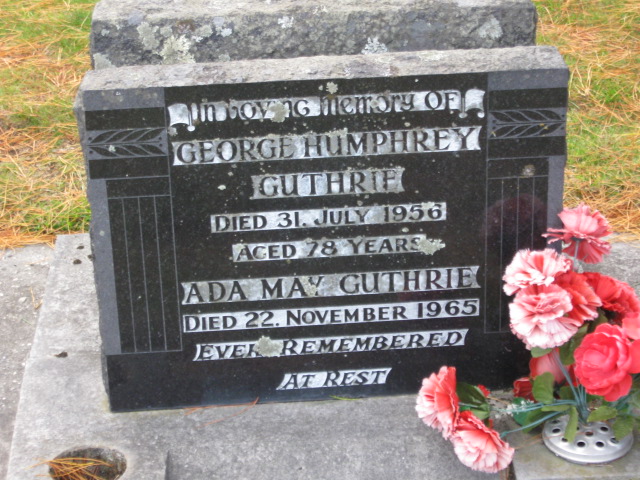 In Loving Memory OF
GEORGE HUMPHREY
GUTHRIE
DIED 31. JULY 1956
AGED 78 YEARS
ADA MAY GUTHRIE
DIED 22. NOVEMBER 1965
EVER REMEMBERED
AT REST